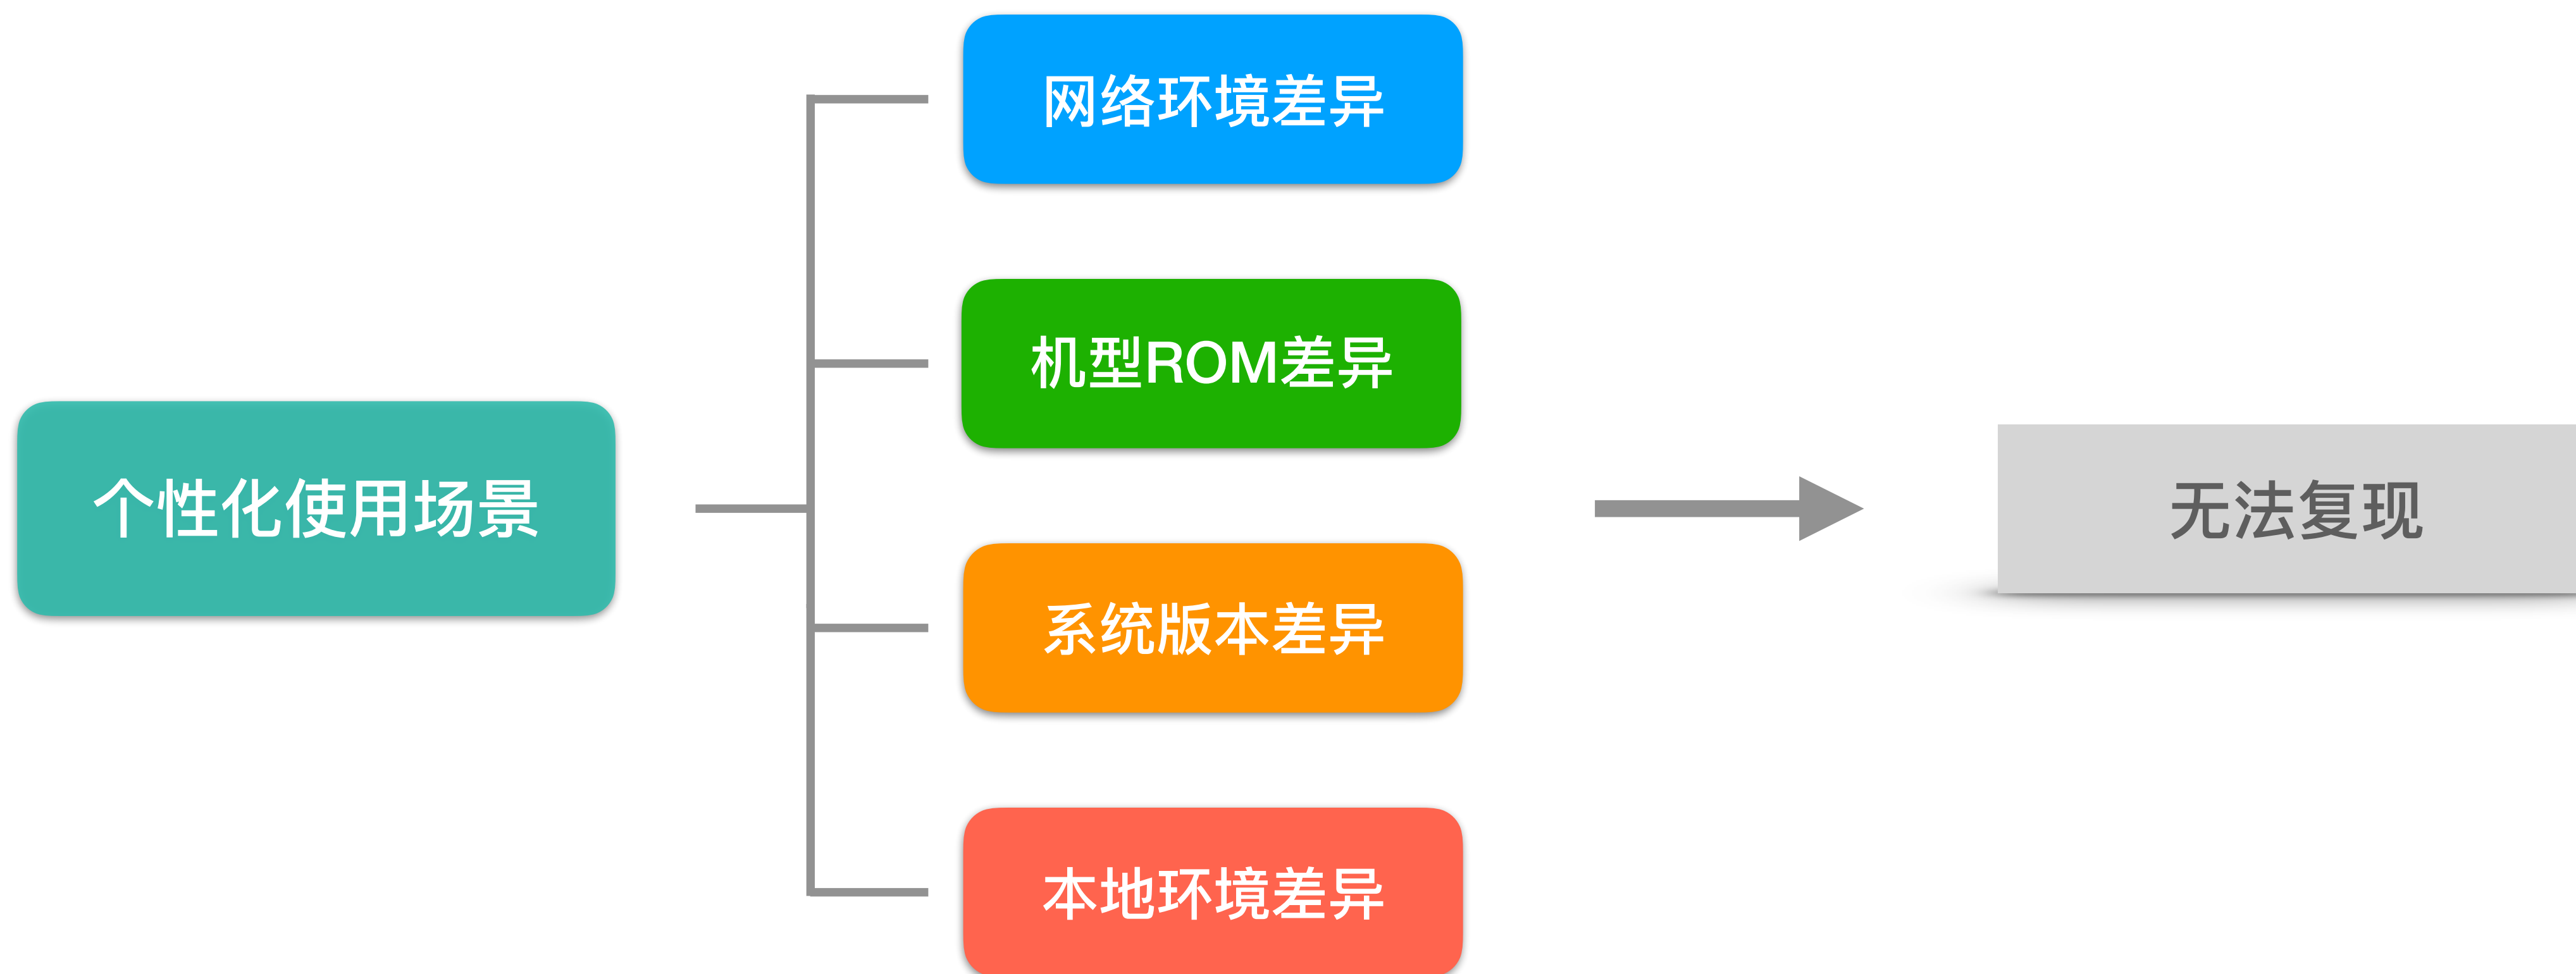 个性化使用场景
网络环境差异
机型ROM差异
系统版本差异
本地环境差异
无法复现